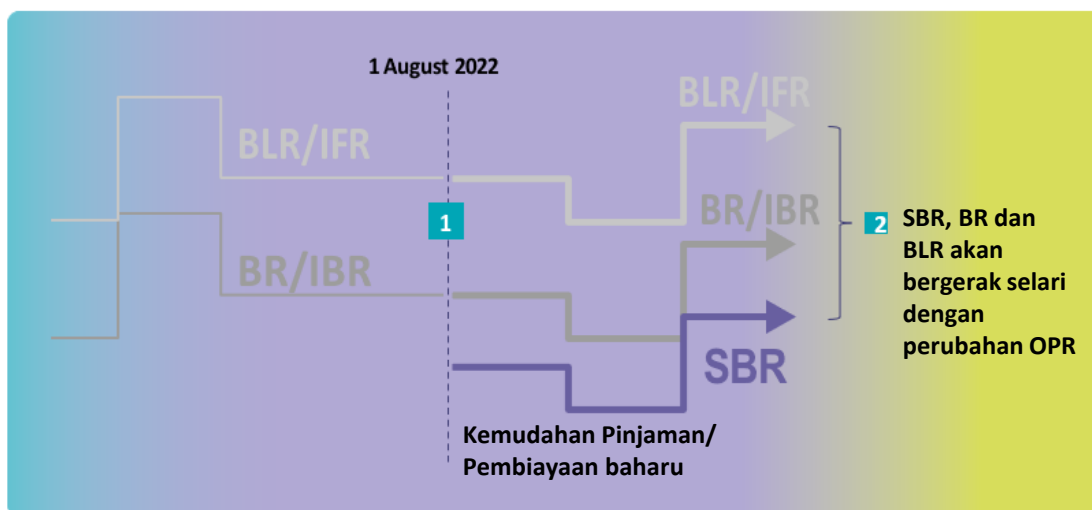 1 August 2022
BLR/IFR
BLR/IFR
BR/IBR
BR/IBR
1
2
SBR, BR dan
BLR akan
bergerak selari
dengan
perubahan OPR
SBR
Kemudahan Pinjaman/
Pembiayaan baharu